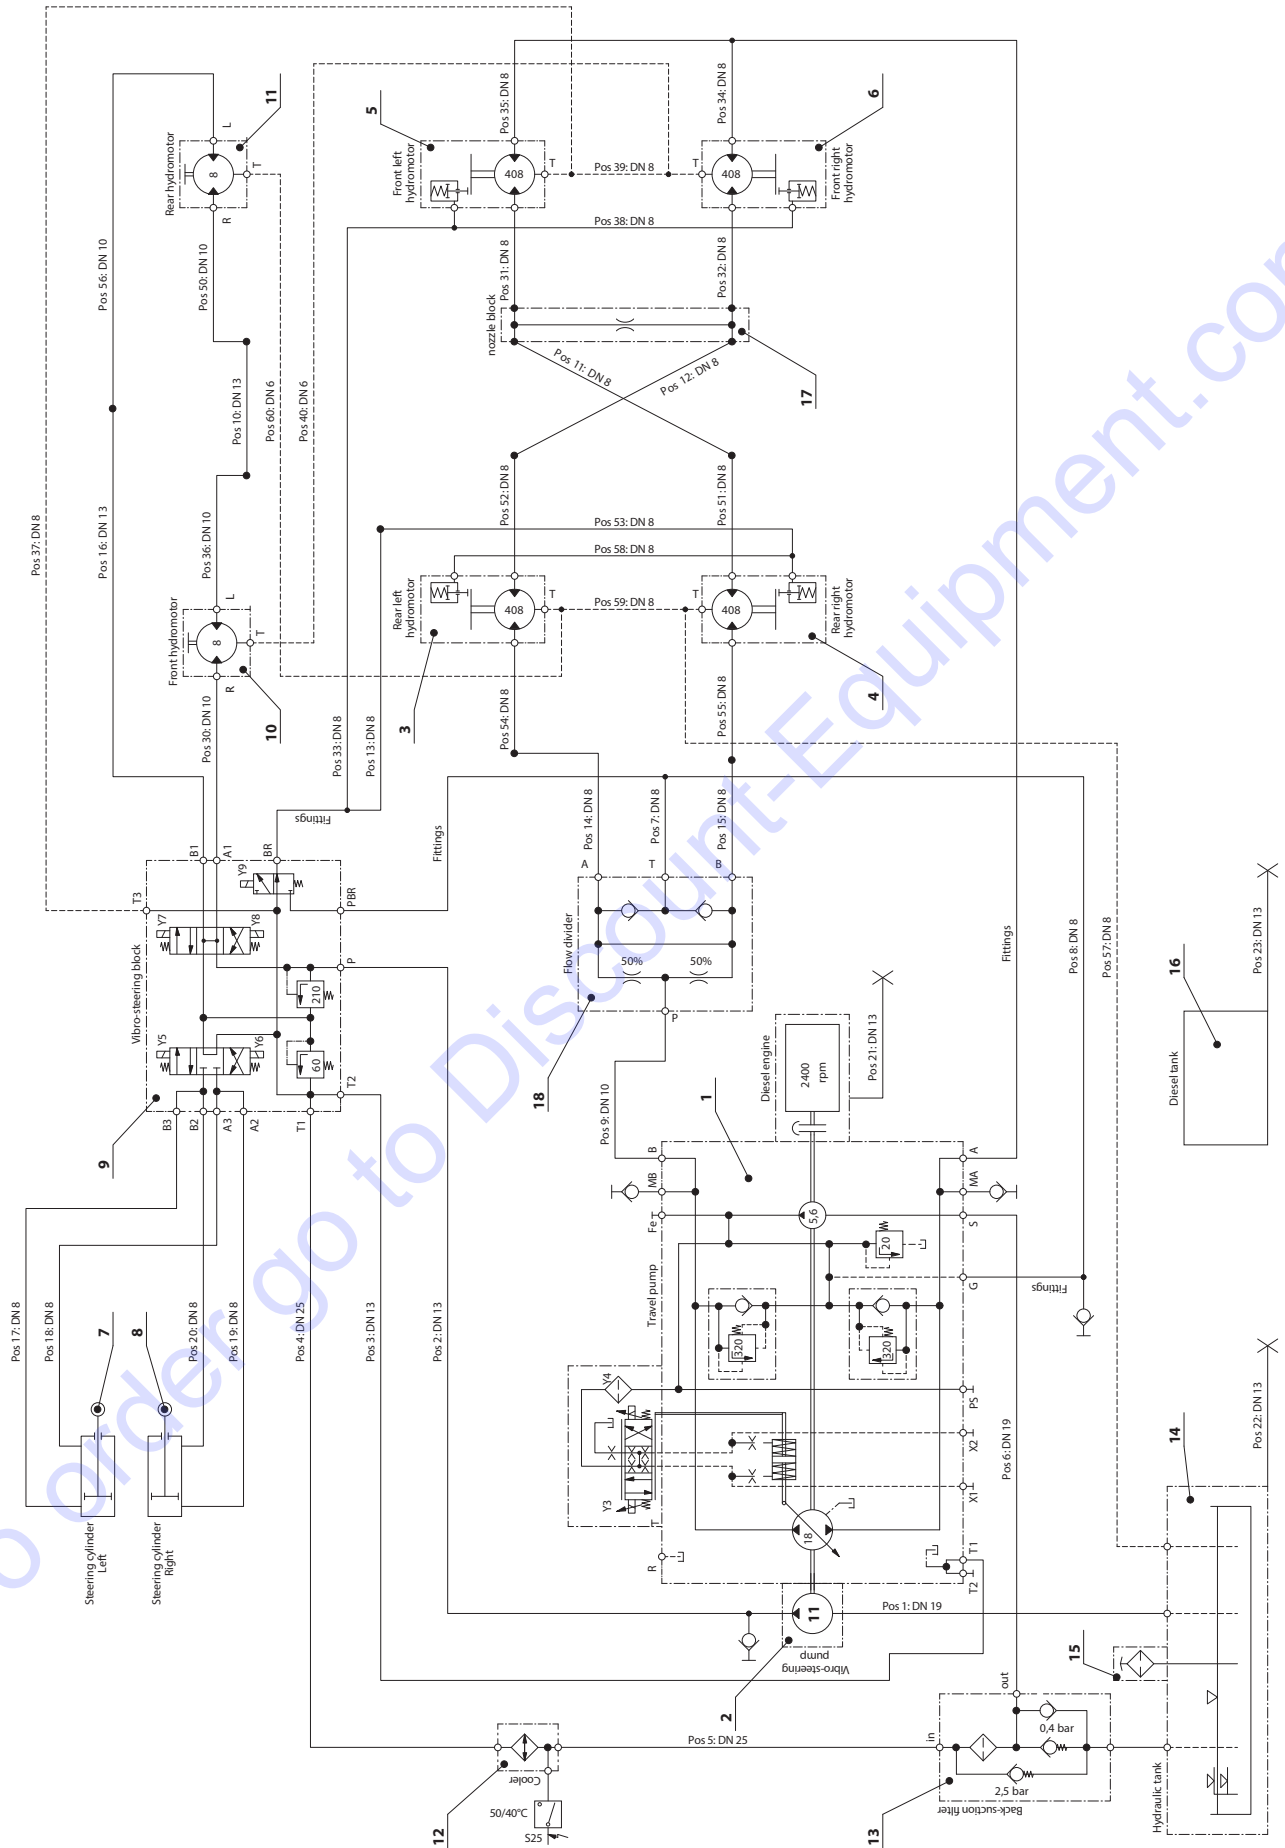 Pos 37: DN 8
Pos 56: DN 10
Pos 16: DN 13
Rear hydromotor
8
R
L
T
11
Pos 50: DN 10
Pos 10: DN 13
Pos 60: DN 6
Pos 40: DN 6
Pos 36: DN 10
Front hydromotor
8
R
L
T
10
Pos 30: DN 10
Pos 33: DN 8
Pos 13: DN 8
Fittings
Fittings
5
Front left
hydromotor
408
T
Pos 35: DN 8
Pos 39: DN 8
Pos 38: DN 8
6
Front right
hydromotor
408
T
Pos 34: DN 8
Pos 31: DN 8
Pos 32: DN 8
nozzle block
17
Pos 11: DN 8
Pos 12: DN 8
Pos 52: DN 8
Pos 51: DN 8
Pos 53: DN 8
Pos 58: DN 8
Pos 59: DN 8
Rear left
hydromotor
408
T
3
Rear right
hydromotor
408
T
4
Pos 54: DN 8
Pos 55: DN 8
Pos 14: DN 8
Pos 7: DN 8
Pos 15: DN 8
A
T
B
Flow divider
50%
50%
P
18
Pos 9: DN 10
Vibro-steering block
T3
B1
A1
BR
PBR
P
T2
T1
B3
B2
A3
A2
Y7
Y8
Y9
Y5
Y6
210
60
9
Pos 17: DN 8
Pos 18: DN 8
Pos 20: DN 8
Pos 19: DN 8
Pos 4: DN 25
Pos 3: DN 13
Pos 2: DN 13
7
8
Steering cylinder
Left
Steering cylinder
Right
Diesel engine
2400
rpm
Pos 21: DN 13
1
Travel pump
B
MB
Fe
A
MA
S
G
PS
X2
X1
T1
T2
R
T
5,6
20
320
320
18
Y4
Y3
Fittings
Fittings
Pos 8: DN 8
Pos 57: DN 8
Pos 6: DN 19
11
Vibro-steering
pump
2
Pos 1: DN 19
12
Cooler
50/40°C
S25
Pos 5: DN 25
in
out
0,4 bar
2,5 bar
Back-suction filter
13
15
14
Hydraulic tank
Pos 22: DN 13
16
Diesel tank
Pos 23: DN 13
to order go to Discount-Equipment.com